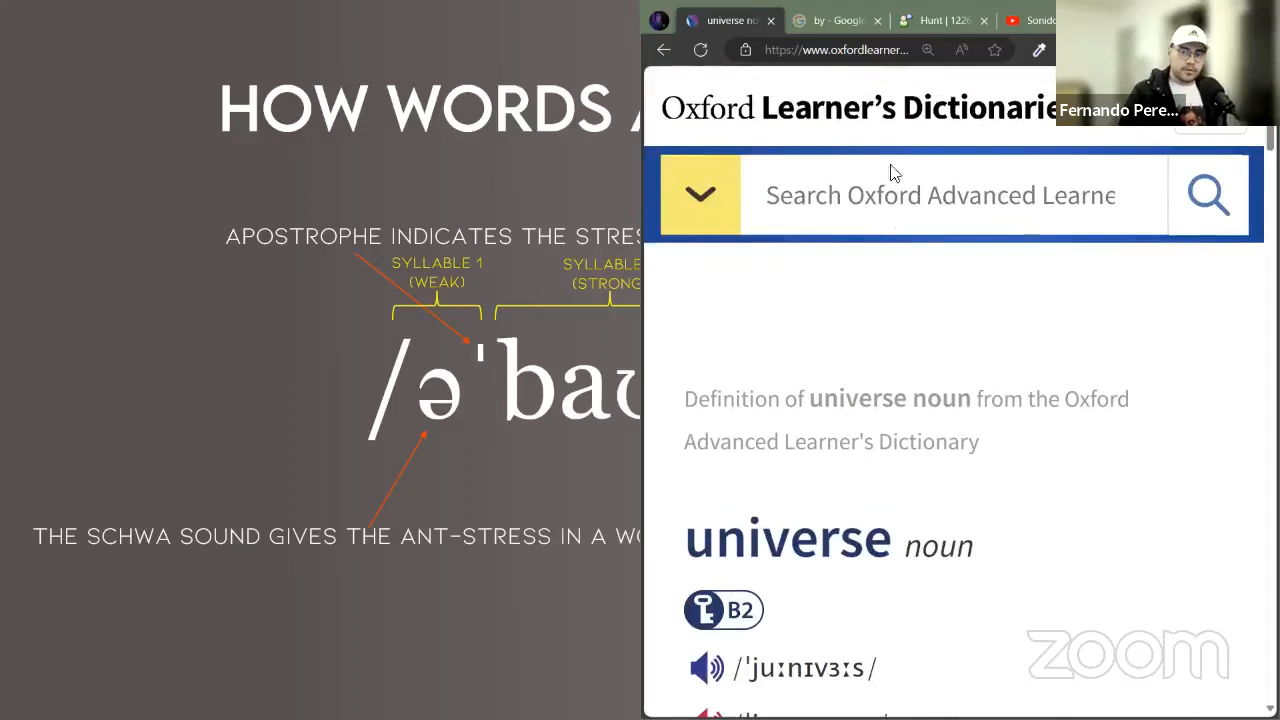 HOW WORDS
APOSTROPHE INDICATES THE STRES
SYLLABLE 1
(WEAK)
SYLLABLE
(STRONG
/əˈbaʊ
THE SCHWA SOUND GIVES THE ANT-STRESS IN A WO
universe no
by - Google
Hunt | 1226
Sonido
https://www.oxfordlearner...
Oxford Learner's Dictionarie
Fernando Pere...
Search Oxford Advanced Learne
Definition of universe noun from the Oxford
Advanced Learner's Dictionary
universe noun
B2
/ˈjuːnɪvɜːs/
zoom